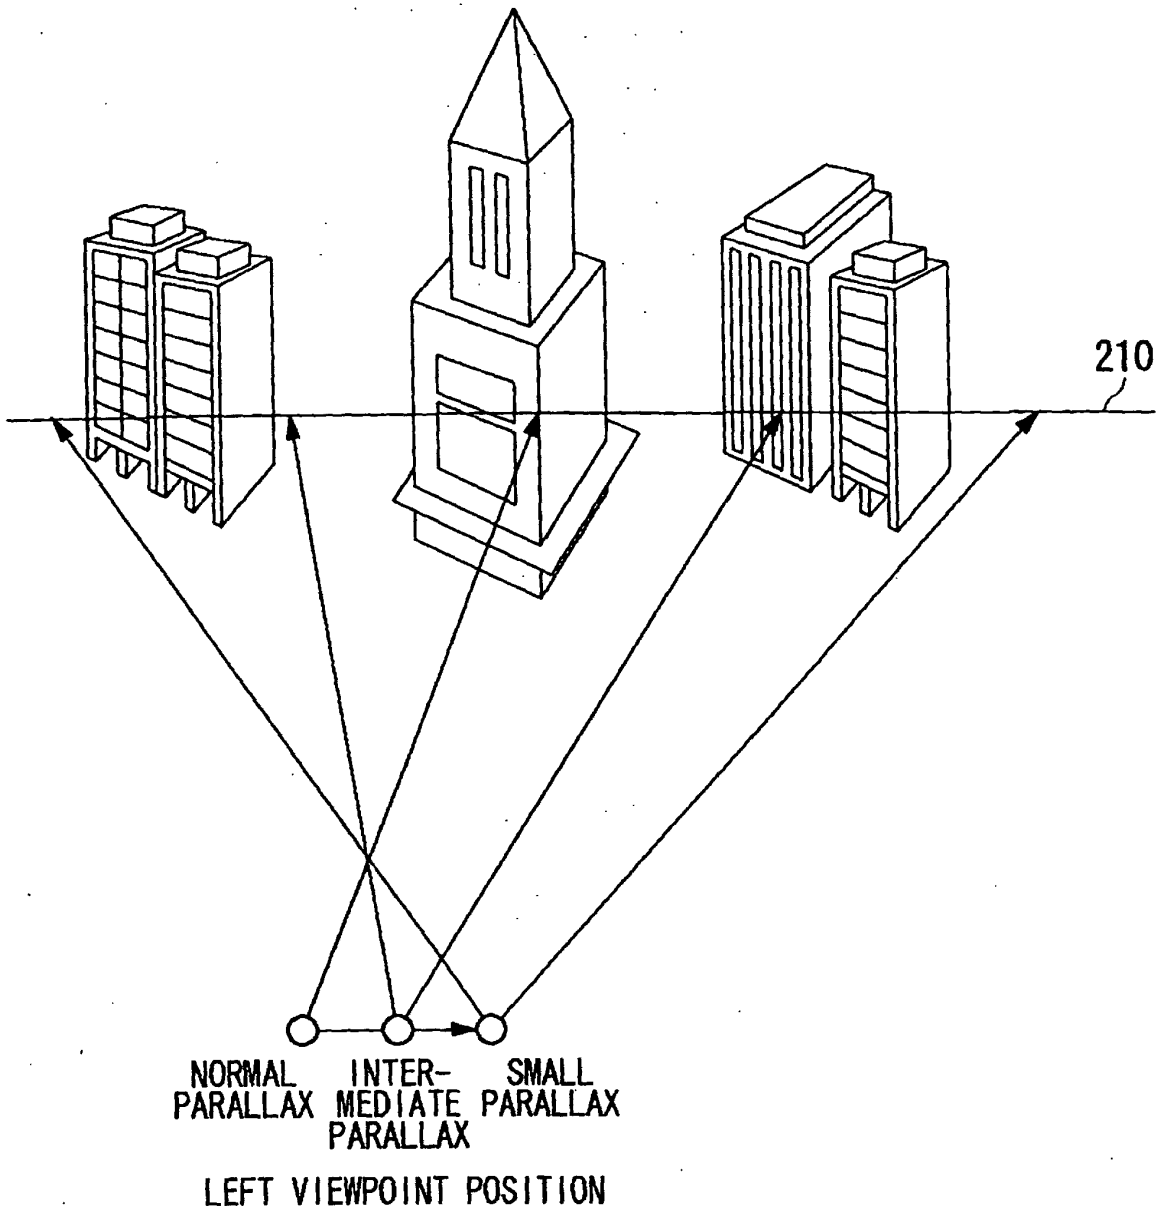 210
NORMAL INTER- SMALL
PARALLAX MEDIATE PARALLAX
PARALLAX
LEFT VIEWPOINT POSITION